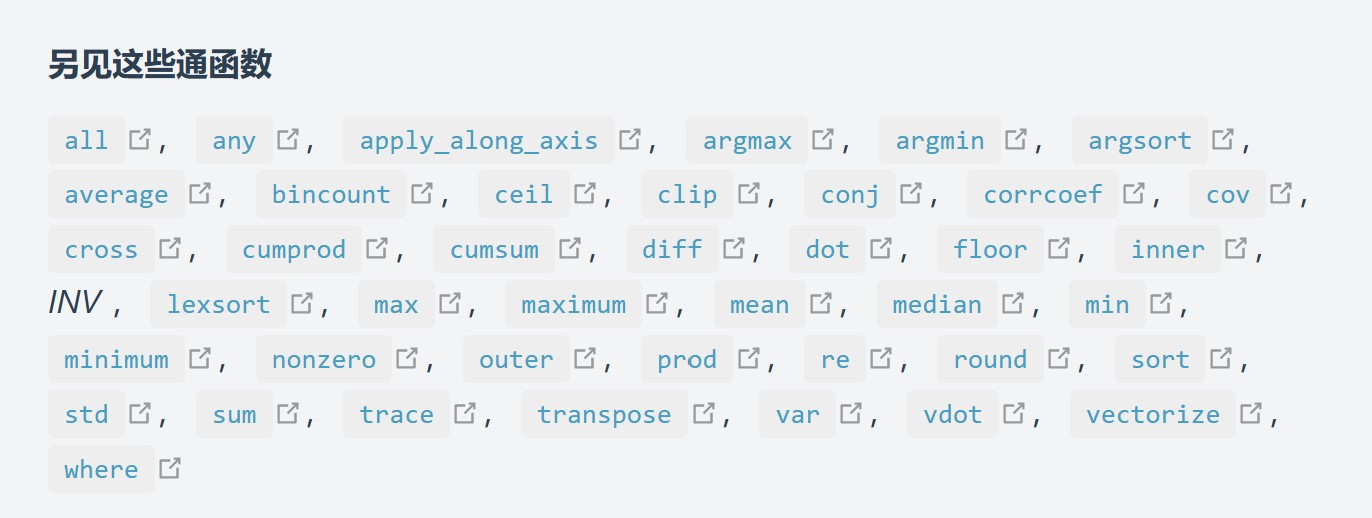 另见这些通函数
all , any , apply_along_axis , argmax , argmin , argsort ,
average , bincount , ceil , clip , conj , corrcoef , cov ,
cross , cumprod , cumsum , diff , dot , floor , inner ,
INV , lexsort , max , maximum , mean , median , min ,
minimum , nonzero , outer , prod , re , round , sort ,
std , sum , trace , transpose , var , vdot , vectorize ,
where